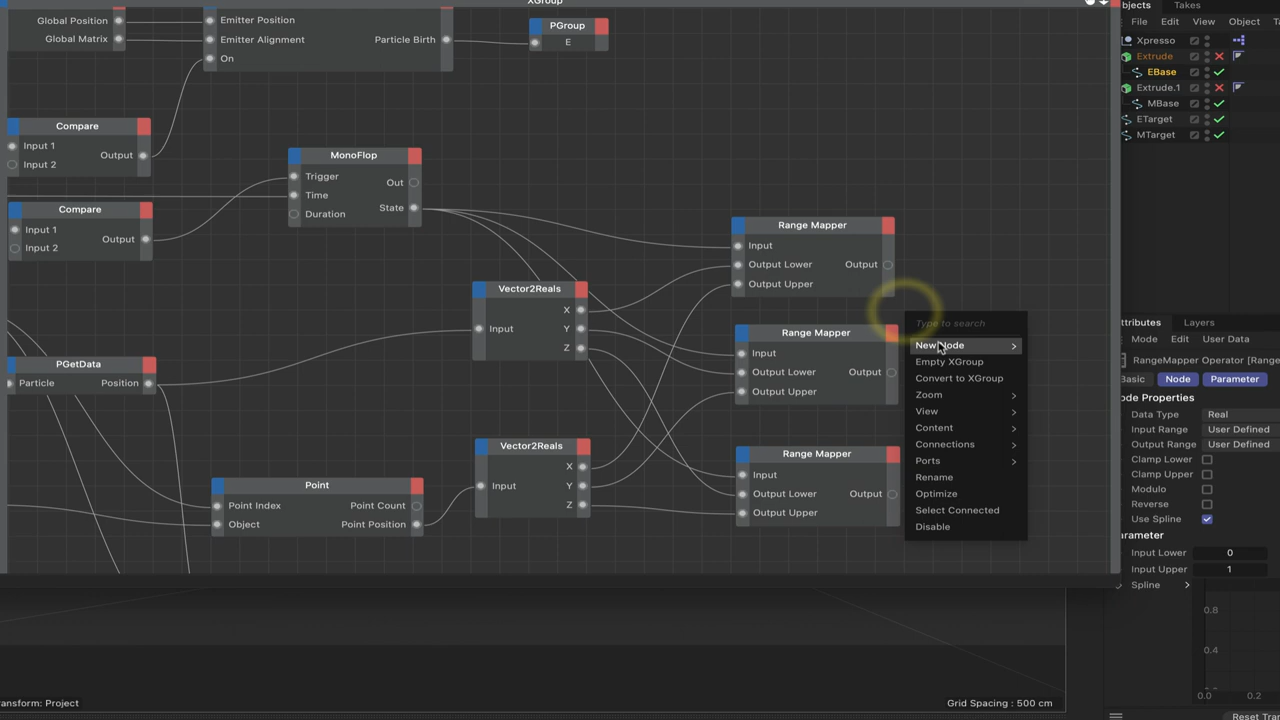 XGroup
Global Position
Global Matrix
Emitter Position
Emitter Alignment
On
Particle Birth
PGroup
E
Compare
Input 1
Input 2
Output
Compare
Input 1
Input 2
Output
MonoFlop
Trigger
Time
Duration
Out
State
Vector2Reals
Input
X
Y
Z
PGetData
Particle
Position
Point
Point Index
Object
Point Count
Point Position
Vector2Reals
Input
X
Y
Z
Range Mapper
Input
Output Lower
Output Upper
Output
Range Mapper
Input
Output Lower
Output Upper
Output
Range Mapper
Input
Output Lower
Output Upper
Output
Type to search
New Node
Empty XGroup
Convert to XGroup
Zoom
View
Content
Connections
Ports
Rename
Optimize
Select Connected
Disable
bjects Takes
File Edit View Object
Xpresso
Extrude
EBase
Extrude.1
MBase
ETarget
MTarget
ttributes Layers
Mode Edit User Data
RangeMapper Operator [Range
Basic Node Parameter
ode Properties
Data Type Real
Input Range User Defined
Output Range User Defined
Clamp Lower
Clamp Upper
Modulo
Reverse
Use Spline
arameter
Input Lower 0
Input Upper 1
Spline
0.8
0.4
0.0 0.2
Reset Tran
ransform: Project
Grid Spacing : 500 cm